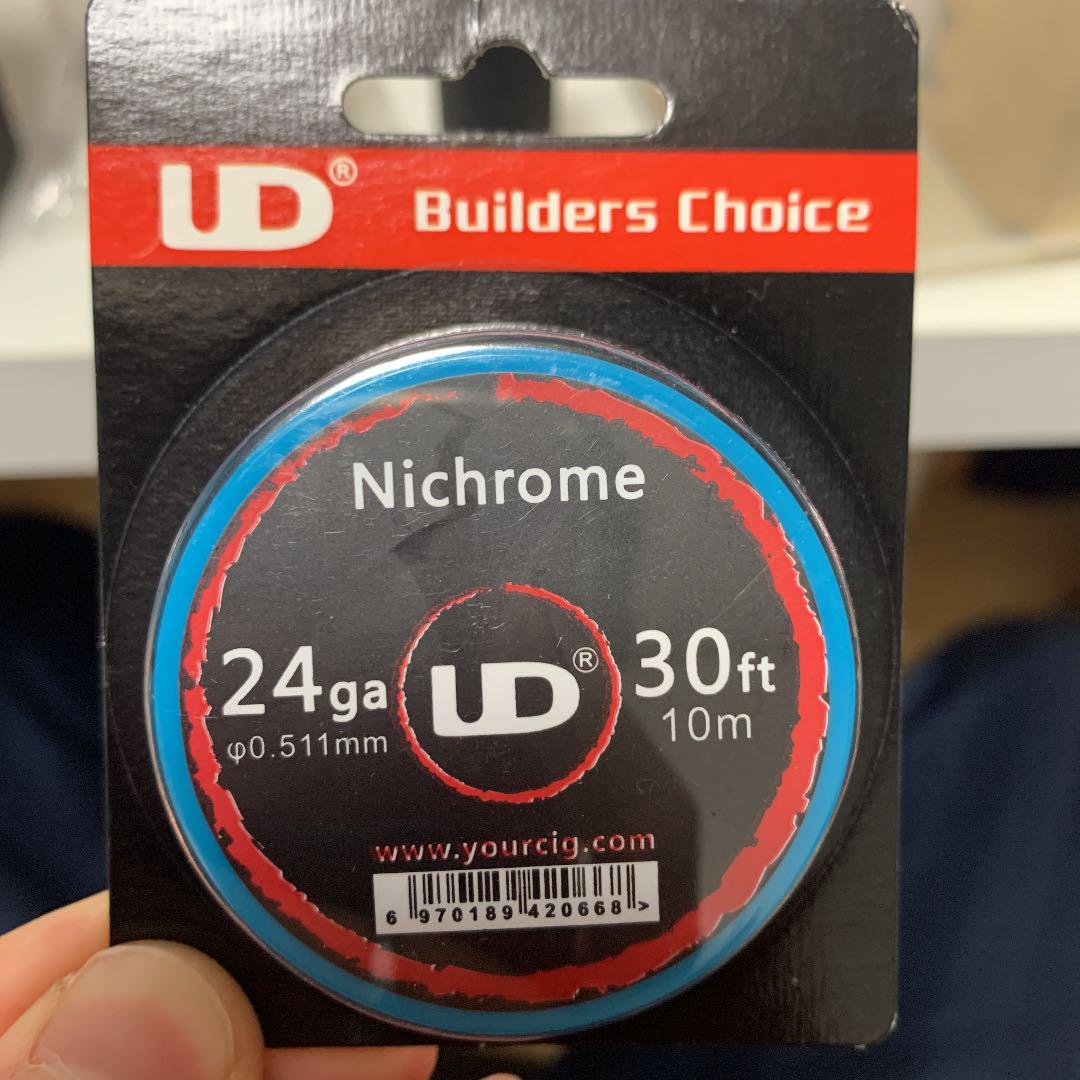 UD® Builders Choice
Nichrome
24ga
φ0.511mm
UD®
30ft
10m
www.yourcig.com
6 970189 420668 >